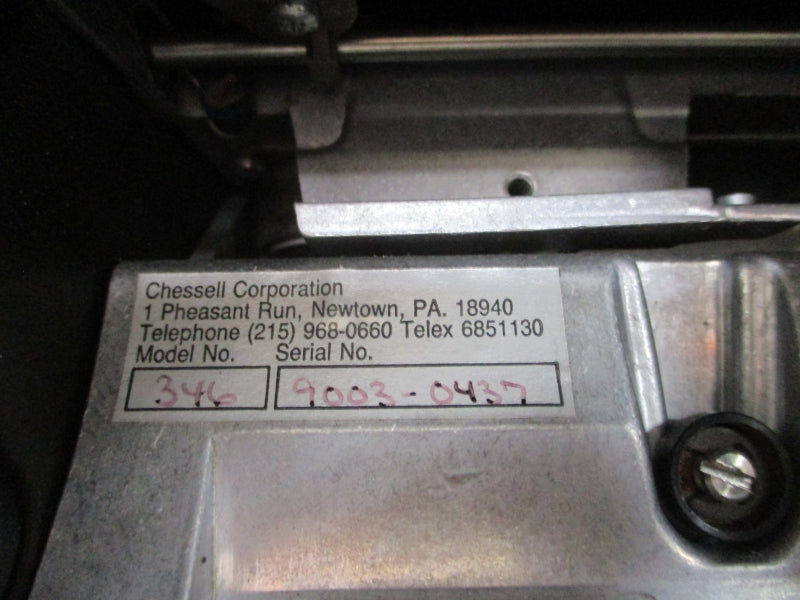 Chessell Corporation
1 Pheasant Run, Newtown, PA. 18940
Telephone (215) 968-0660 Telex 6851130
Model No. Serial No.
346 9003-0437